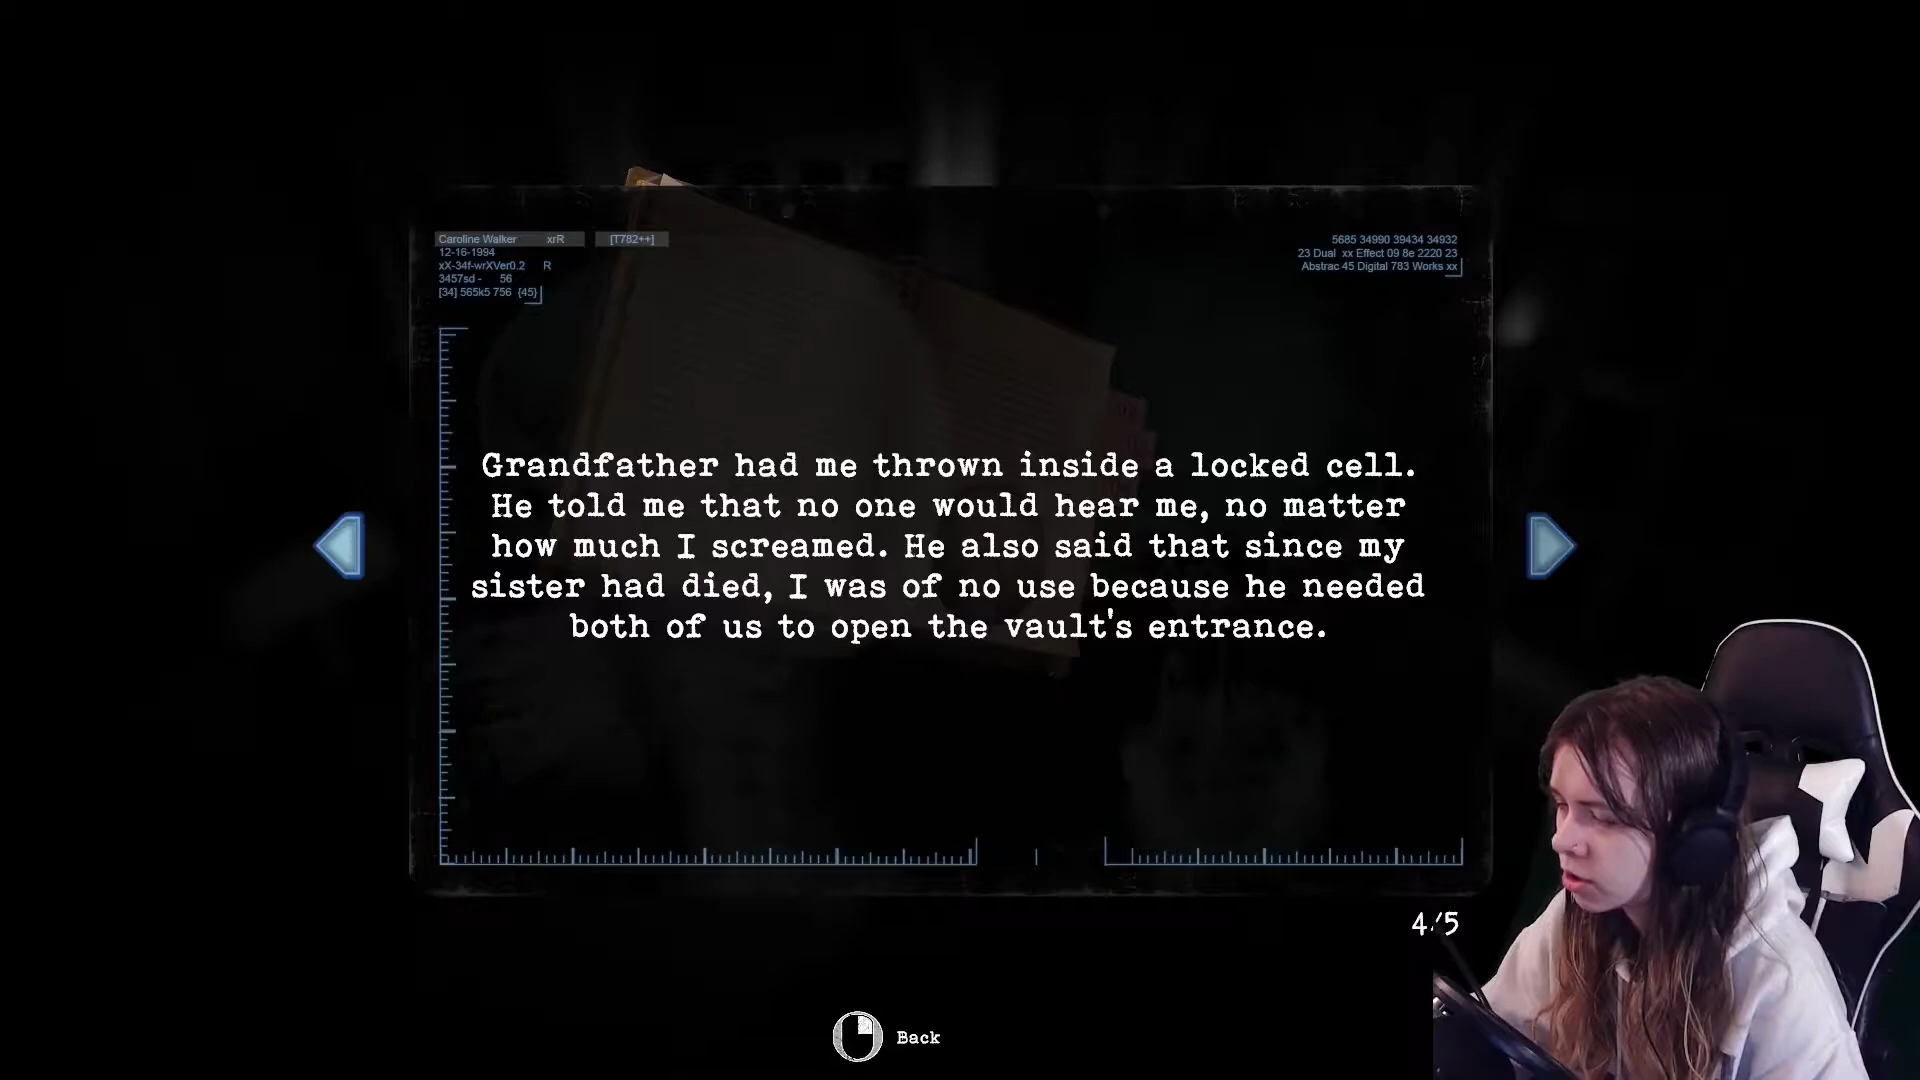 Caroline Walker xrR [T782++]
12-16-1994
xX-34f-wrXVer0.2 R
3457sd - 56
[34] 565k5 756 {45}
5685 34990 39434 34932
23 Dual xx Effect 09 8e 2220 23
Abstrac 45 Digital 783 Works xx
Grandfather had me thrown inside a locked cell.
He told me that no one would hear me, no matter
how much I screamed. He also said that since my
sister had died, I was of no use because he needed
both of us to open the vault's entrance.
4/5
Back